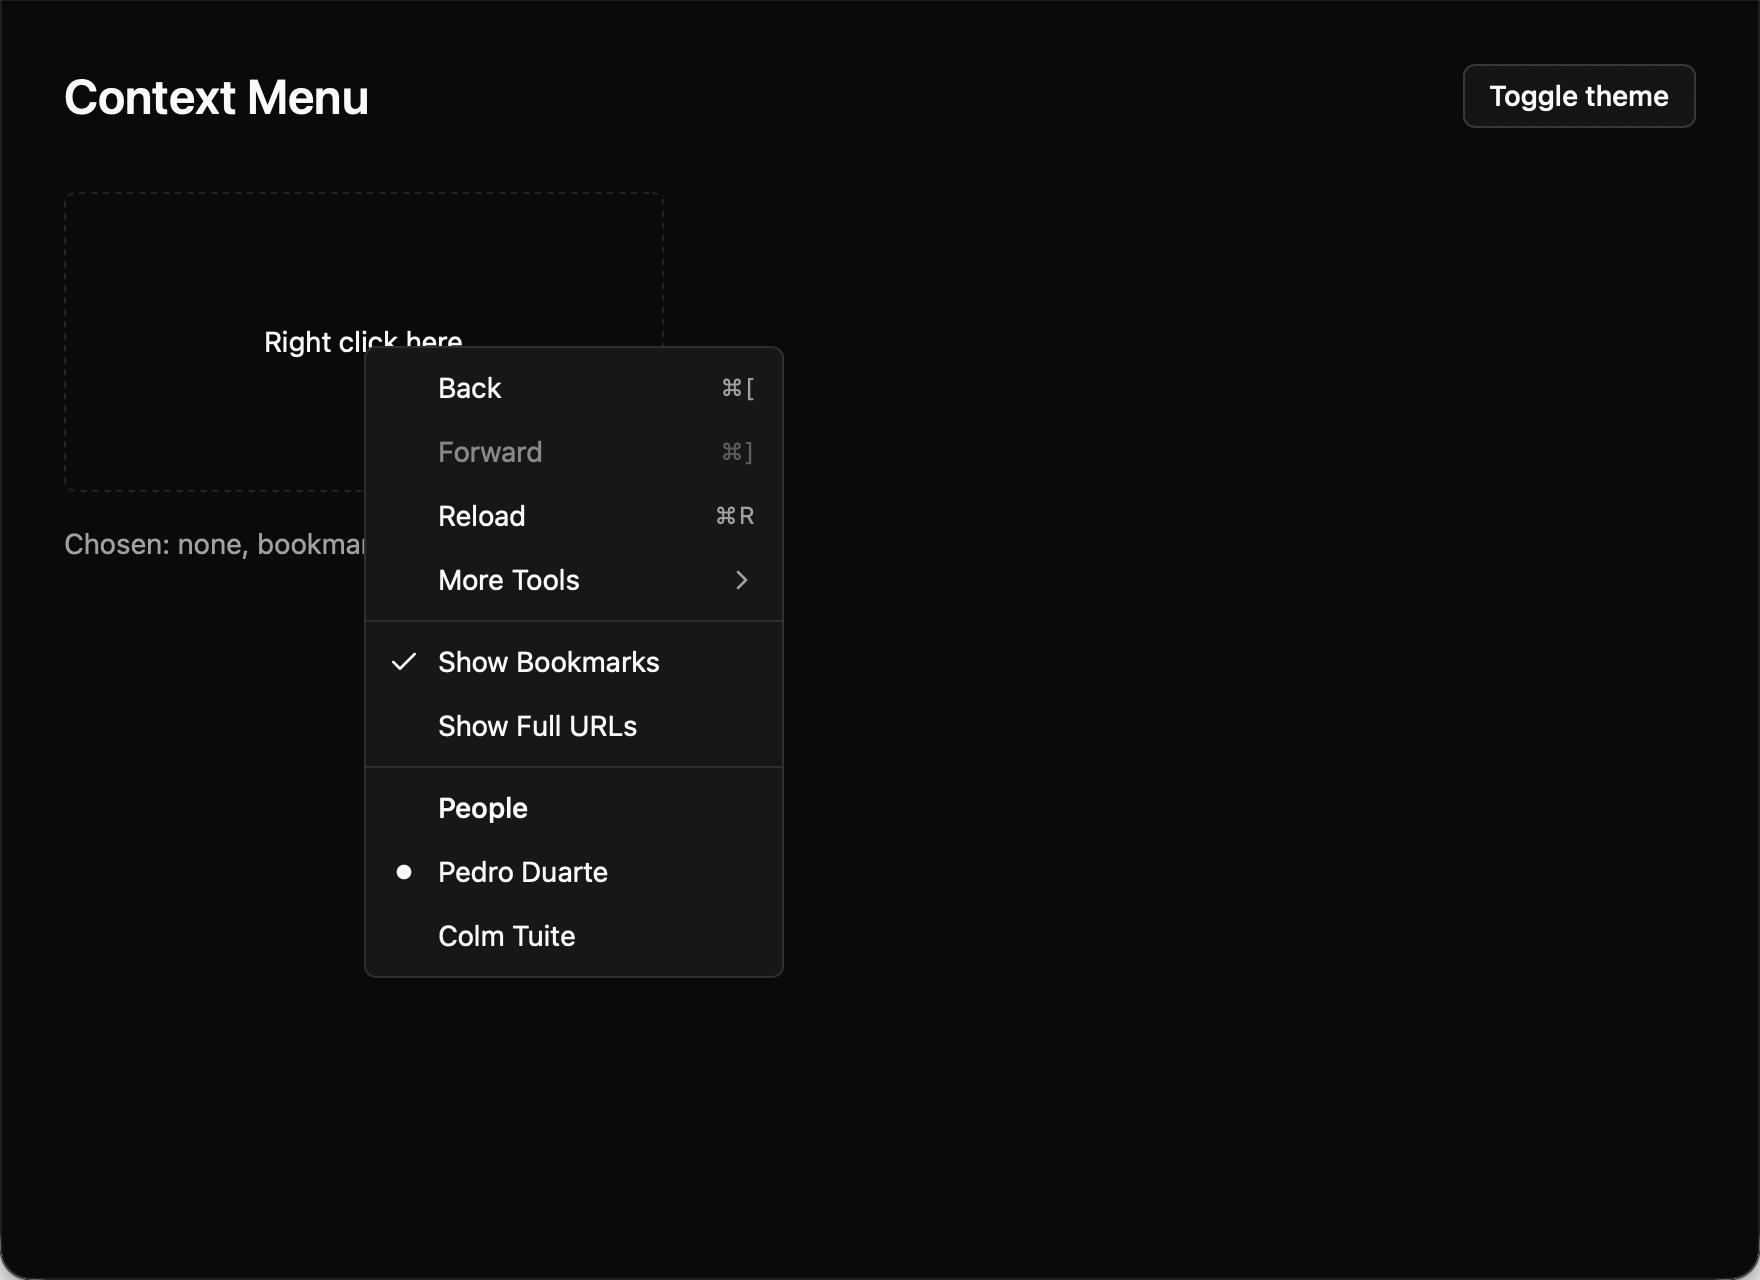 Context Menu
Toggle theme
Right click here
Back ⌘[
Forward ⌘]
Reload ⌘R
Chosen: none,
More Tools
Show Bookmarks
Show Full URLs
People
Pedro Duarte
Colm Tuite